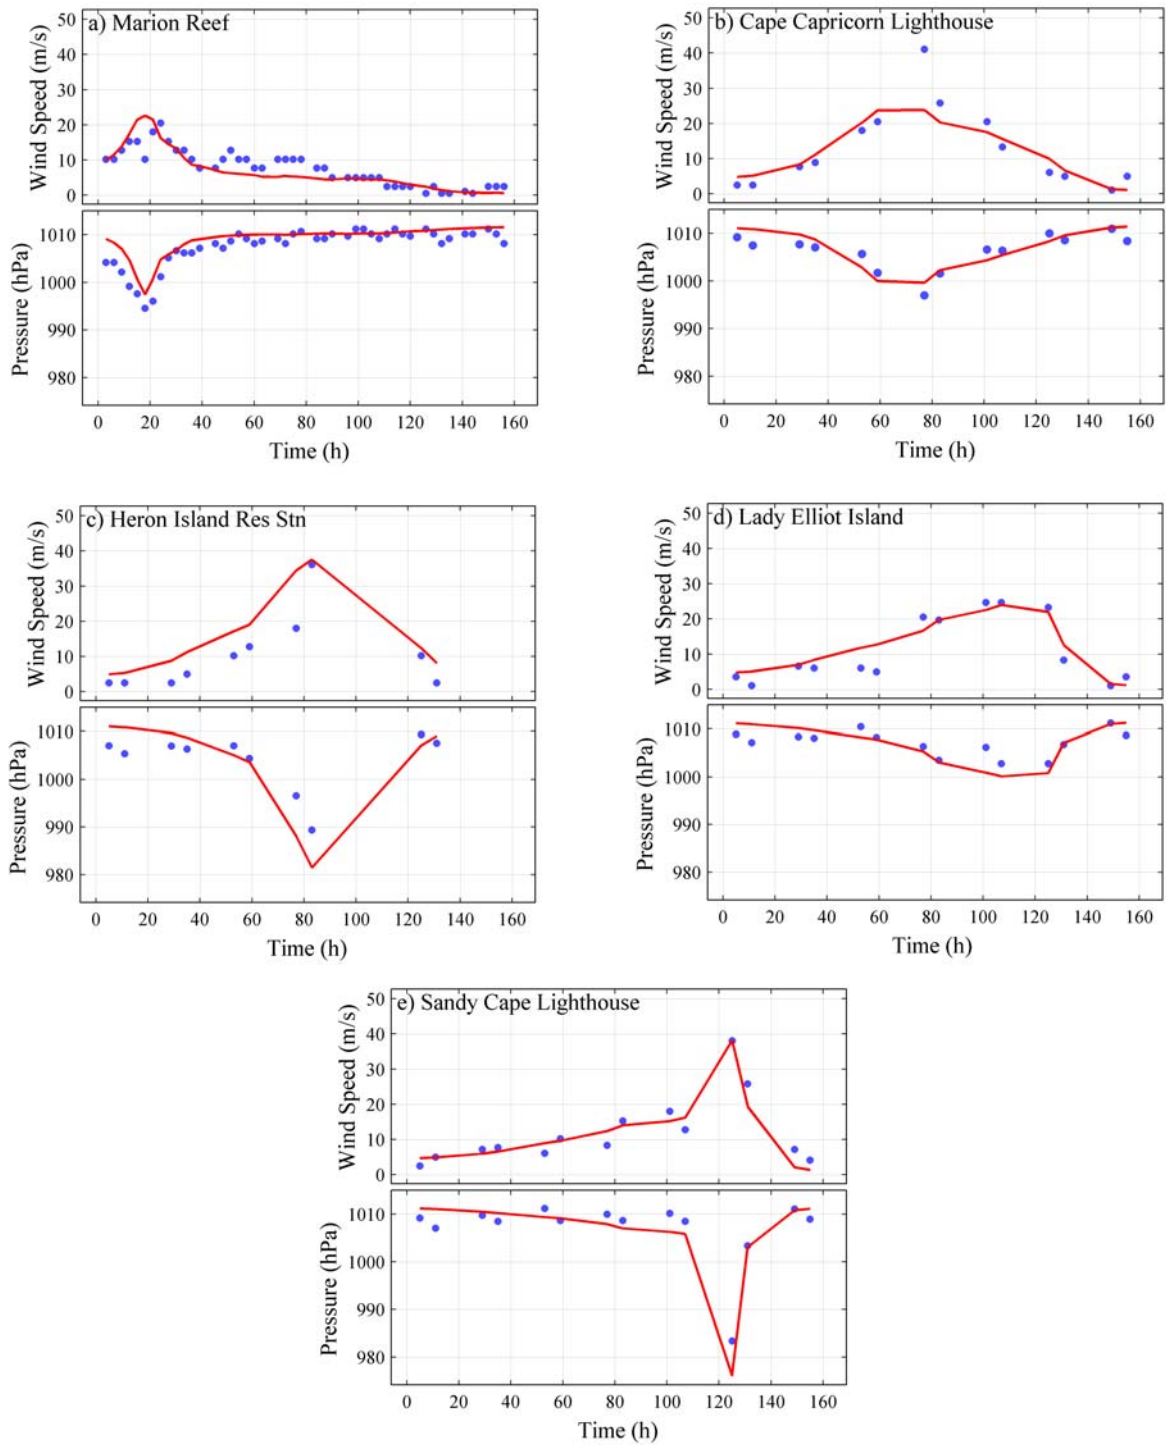 a) Marion Reef
Wind Speed (m/s)
50
40
30
20
10
0
Pressure (hPa)
1010
1000
990
980
0 20 40 60 80 100 120 140 160
Time (h)
b) Cape Capricorn Lighthouse
Wind Speed (m/s)
50
40
30
20
10
0
Pressure (hPa)
1010
1000
990
980
0 20 40 60 80 100 120 140 160
Time (h)
c) Heron Island Res Stn
Wind Speed (m/s)
50
40
30
20
10
0
Pressure (hPa)
1010
1000
990
980
0 20 40 60 80 100 120 140 160
Time (h)
d) Lady Elliot Island
Wind Speed (m/s)
50
40
30
20
10
0
Pressure (hPa)
1010
1000
990
980
0 20 40 60 80 100 120 140 160
Time (h)
e) Sandy Cape Lighthouse
Wind Speed (m/s)
50
40
30
20
10
0
Pressure (hPa)
1010
1000
990
980
0 20 40 60 80 100 120 140 160
Time (h)